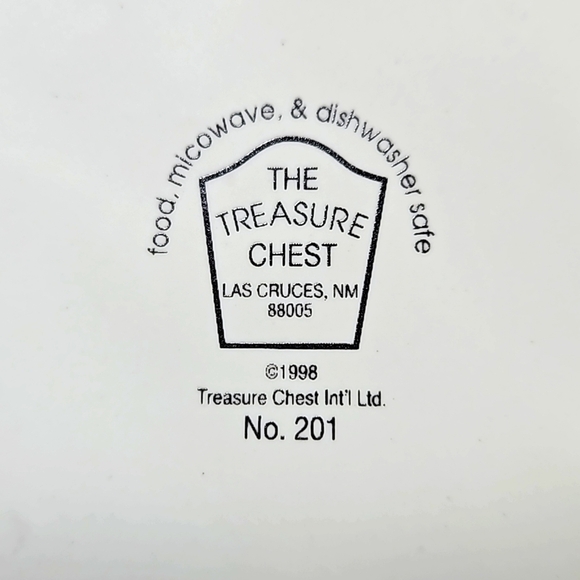 food, micowave, & dishwasher safe
THE
TREASURE
CHEST
LAS CRUCES, NM
88005
©1998
Treasure Chest Int'l Ltd.
No. 201